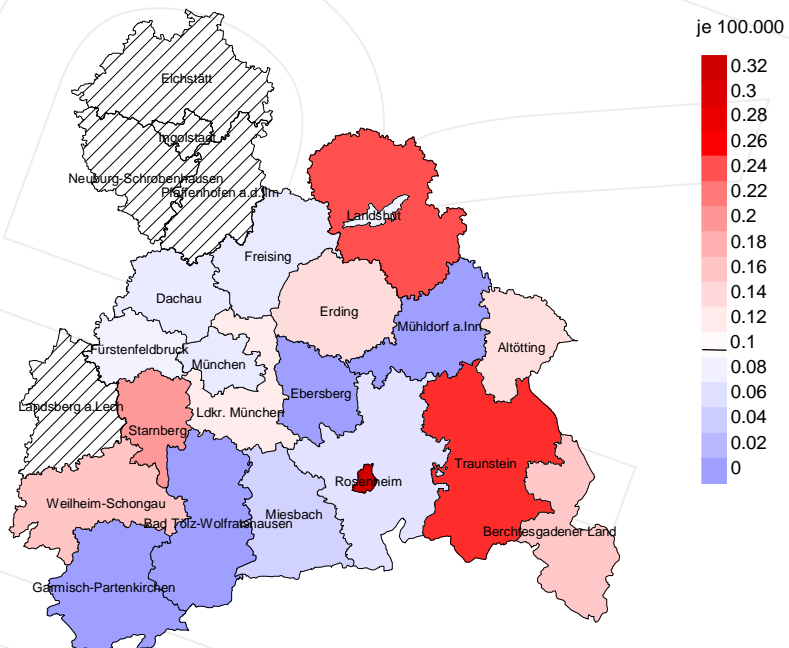 je 100.000
0.32
0.3
0.28
0.26
0.24
0.22
0.2
0.18
0.16
0.14
0.12
0.1
0.08
0.06
0.04
0.02
0
Eichstätt
Ingolstadt
Neuburg-Schrobenhausen
Pfaffenhofen a.d.Ilm
Landshut
Freising
Dachau
Erding
Mühldorf a.Inn
Altötting
Fürstenfeldbruck
München
Ebersberg
Landsberg a.Lech
Ldkr. München
Starnberg
Traunstein
Rosenheim
Weilheim-Schongau
Miesbach
Bad Tölz-Wolfratshausen
Berchtesgadener Land
Garmisch-Partenkirchen